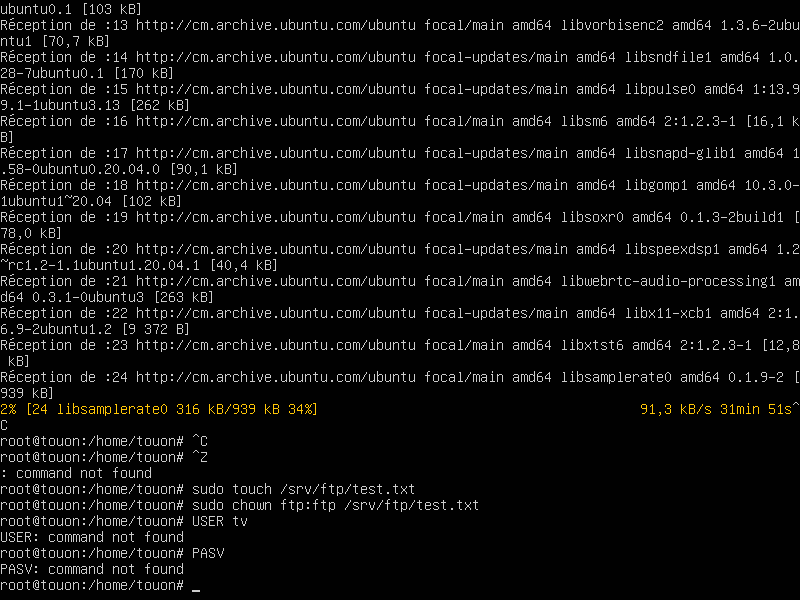 ubuntu0.1 [103 kB]
Réception de :13 http://cm.archive.ubuntu.com/ubuntu focal/main amd64 libvorbisenc2 amd64 1.3.6-2ubu
ntu1 [70,7 kB]
Réception de :14 http://cm.archive.ubuntu.com/ubuntu focal-updates/main amd64 libsndfile1 amd64 1.0.
28-7ubuntu0.1 [170 kB]
Réception de :15 http://cm.archive.ubuntu.com/ubuntu focal-updates/main amd64 libpulse0 amd64 1:13.9
9.1-1ubuntu3.13 [262 kB]
Réception de :16 http://cm.archive.ubuntu.com/ubuntu focal/main amd64 libsm6 amd64 2:1.2.3-1 [16,1 k
B]
Réception de :17 http://cm.archive.ubuntu.com/ubuntu focal-updates/main amd64 libsnapd-glib1 amd64 1
.58-0ubuntu0.20.04.0 [90,1 kB]
Réception de :18 http://cm.archive.ubuntu.com/ubuntu focal-updates/main amd64 libgomp1 amd64 10.3.0-
1ubuntu1~20.04 [102 kB]
Réception de :19 http://cm.archive.ubuntu.com/ubuntu focal/main amd64 libsoxr0 amd64 0.1.3-2build1 [
78,0 kB]
Réception de :20 http://cm.archive.ubuntu.com/ubuntu focal-updates/main amd64 libspeexdsp1 amd64 1.2
~rc1.2-1.1ubuntu1.20.04.1 [40,4 kB]
Réception de :21 http://cm.archive.ubuntu.com/ubuntu focal/main amd64 libwebrtc-audio-processing1 am
d64 0.3.1-0ubuntu3 [263 kB]
Réception de :22 http://cm.archive.ubuntu.com/ubuntu focal-updates/main amd64 libx11-xcb1 amd64 2:1.
6.9-2ubuntu1.2 [9 372 B]
Réception de :23 http://cm.archive.ubuntu.com/ubuntu focal/main amd64 libxtst6 amd64 2:1.2.3-1 [12,8
 kB]
Réception de :24 http://cm.archive.ubuntu.com/ubuntu focal/main amd64 libsamplerate0 amd64 0.1.9-2 [
939 kB]
2% [24 libsamplerate0 316 kB/939 kB 34%] 91,3 kB/s 31min 51s^
C
root@touon:/home/touon# ^C
root@touon:/home/touon# ^Z
: command not found
root@touon:/home/touon# sudo touch /srv/ftp/test.txt
root@touon:/home/touon# sudo chown ftp:ftp /srv/ftp/test.txt
root@touon:/home/touon# USER tv
USER: command not found
root@touon:/home/touon# PASV
PASV: command not found
root@touon:/home/touon# _